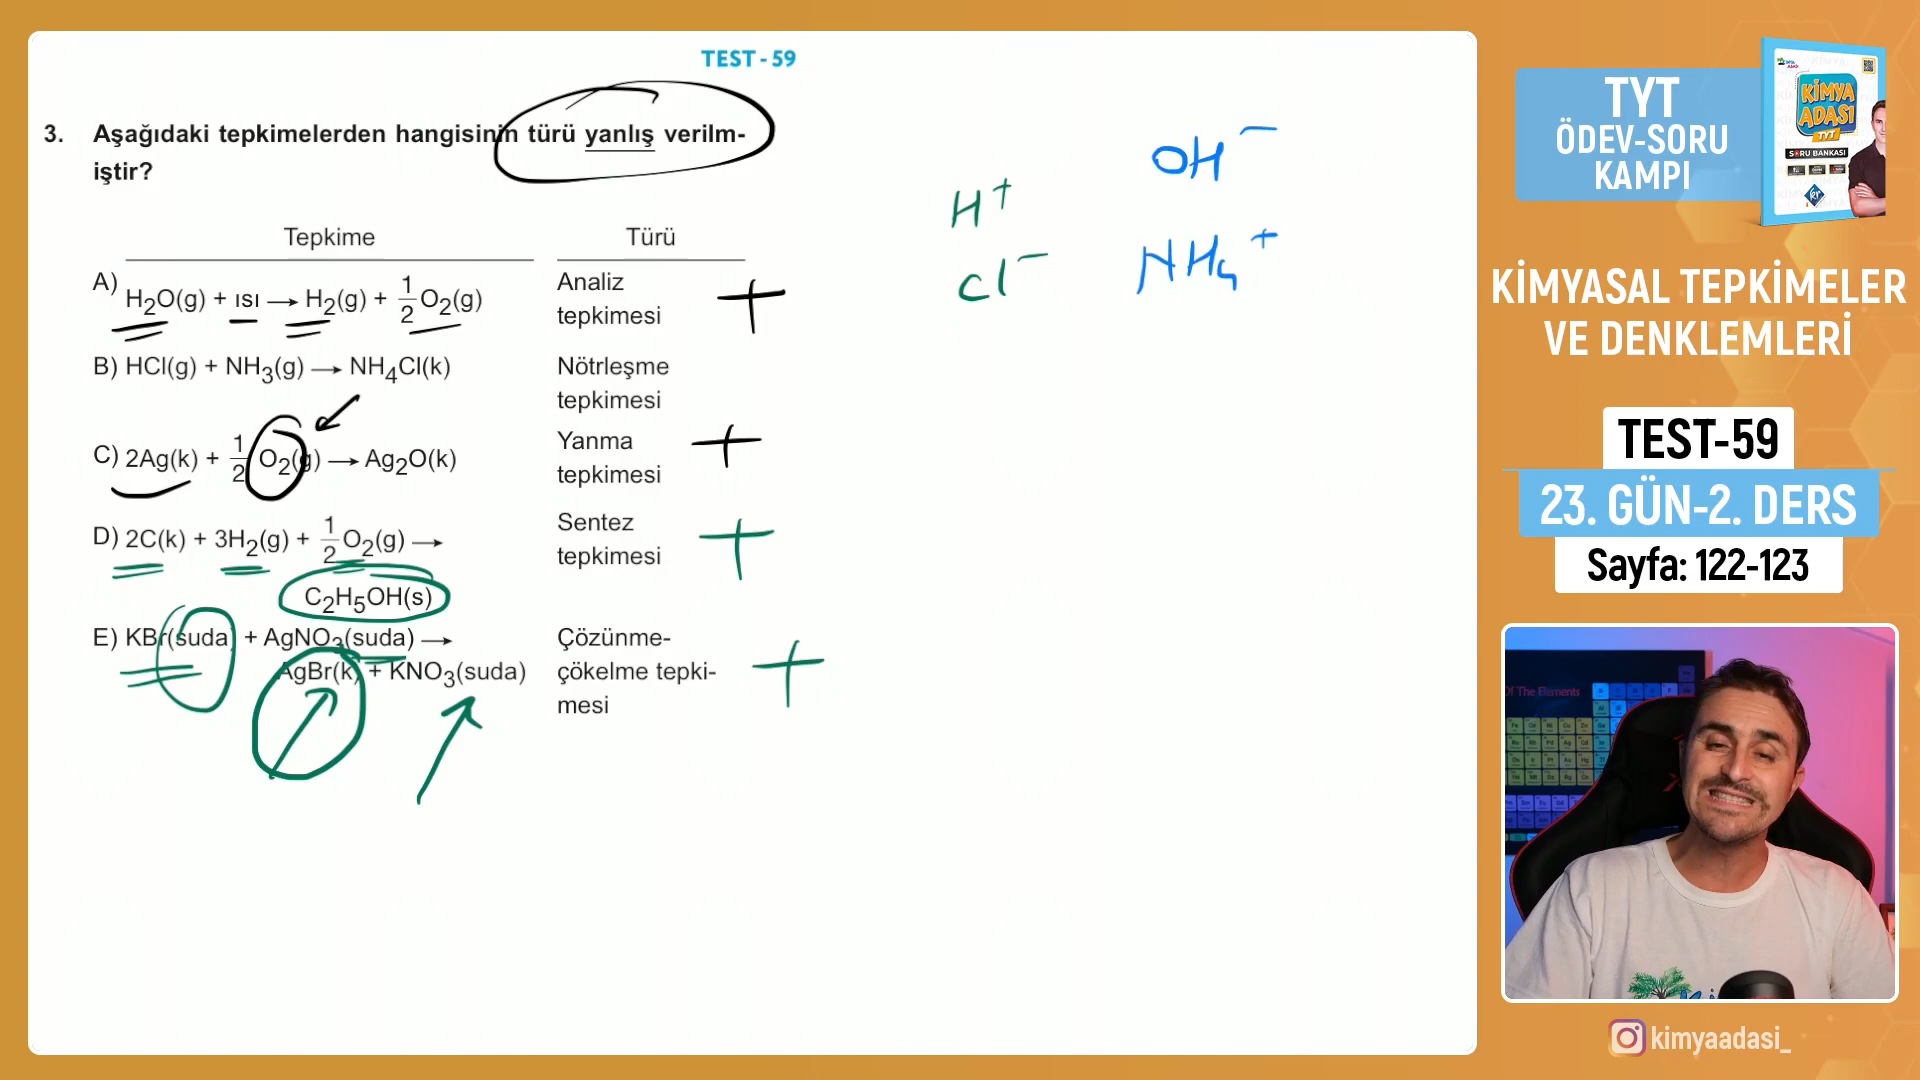 TEST - 59
3. Aşağıdaki tepkimelerden hangisinin türü yanlış verilm-
iştir?
Tepkime Türü
A) H₂O(g) + ısı → H₂(g) + 1/2 O₂(g) Analiz
tepkimesi
B) HCl(g) + NH₃(g) → NH₄Cl(k) Nötrleşme
tepkimesi
C) 2Ag(k) + 1/2 O₂(g) → Ag₂O(k) Yanma
tepkimesi
D) 2C(k) + 3H₂(g) + 1/2 O₂(g) → Sentez
tepkimesi
C₂H₅OH(s)
E) KBr(suda) + AgNO₃(suda) → Çözünme-
AgBr(k) + KNO₃(suda) çökelme tepki-
mesi
H⁺
Cl⁻
OH⁻
NH₄⁺
TYT
ÖDEV-SORU
KAMPI
KİMYA
ADASI
TYT
SORU BANKASI
KİMYASAL TEPKİMELER
VE DENKLEMLERİ
TEST-59
23. GÜN-2. DERS
Sayfa: 122-123
Of The Elements
kimyaadasi_